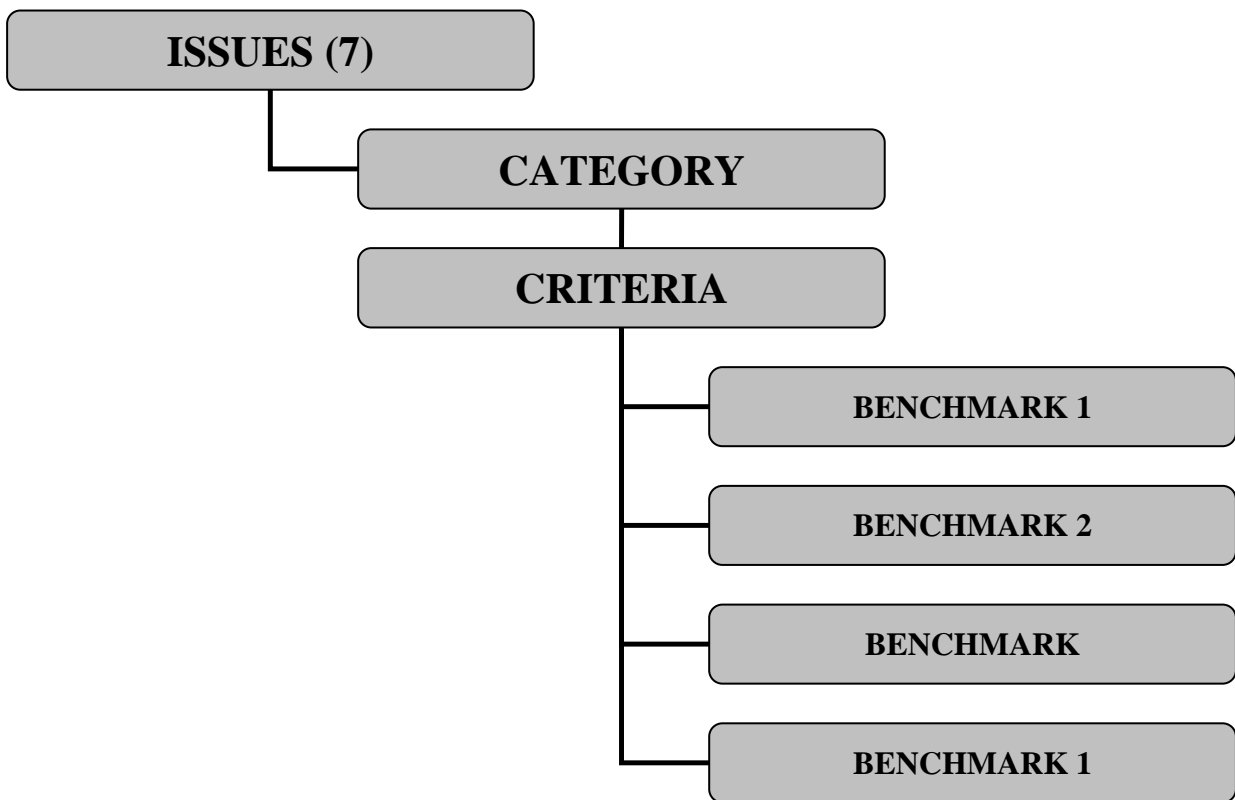 ISSUES (7)
CATEGORY
CRITERIA
BENCHMARK 1
BENCHMARK 2
BENCHMARK
BENCHMARK 1